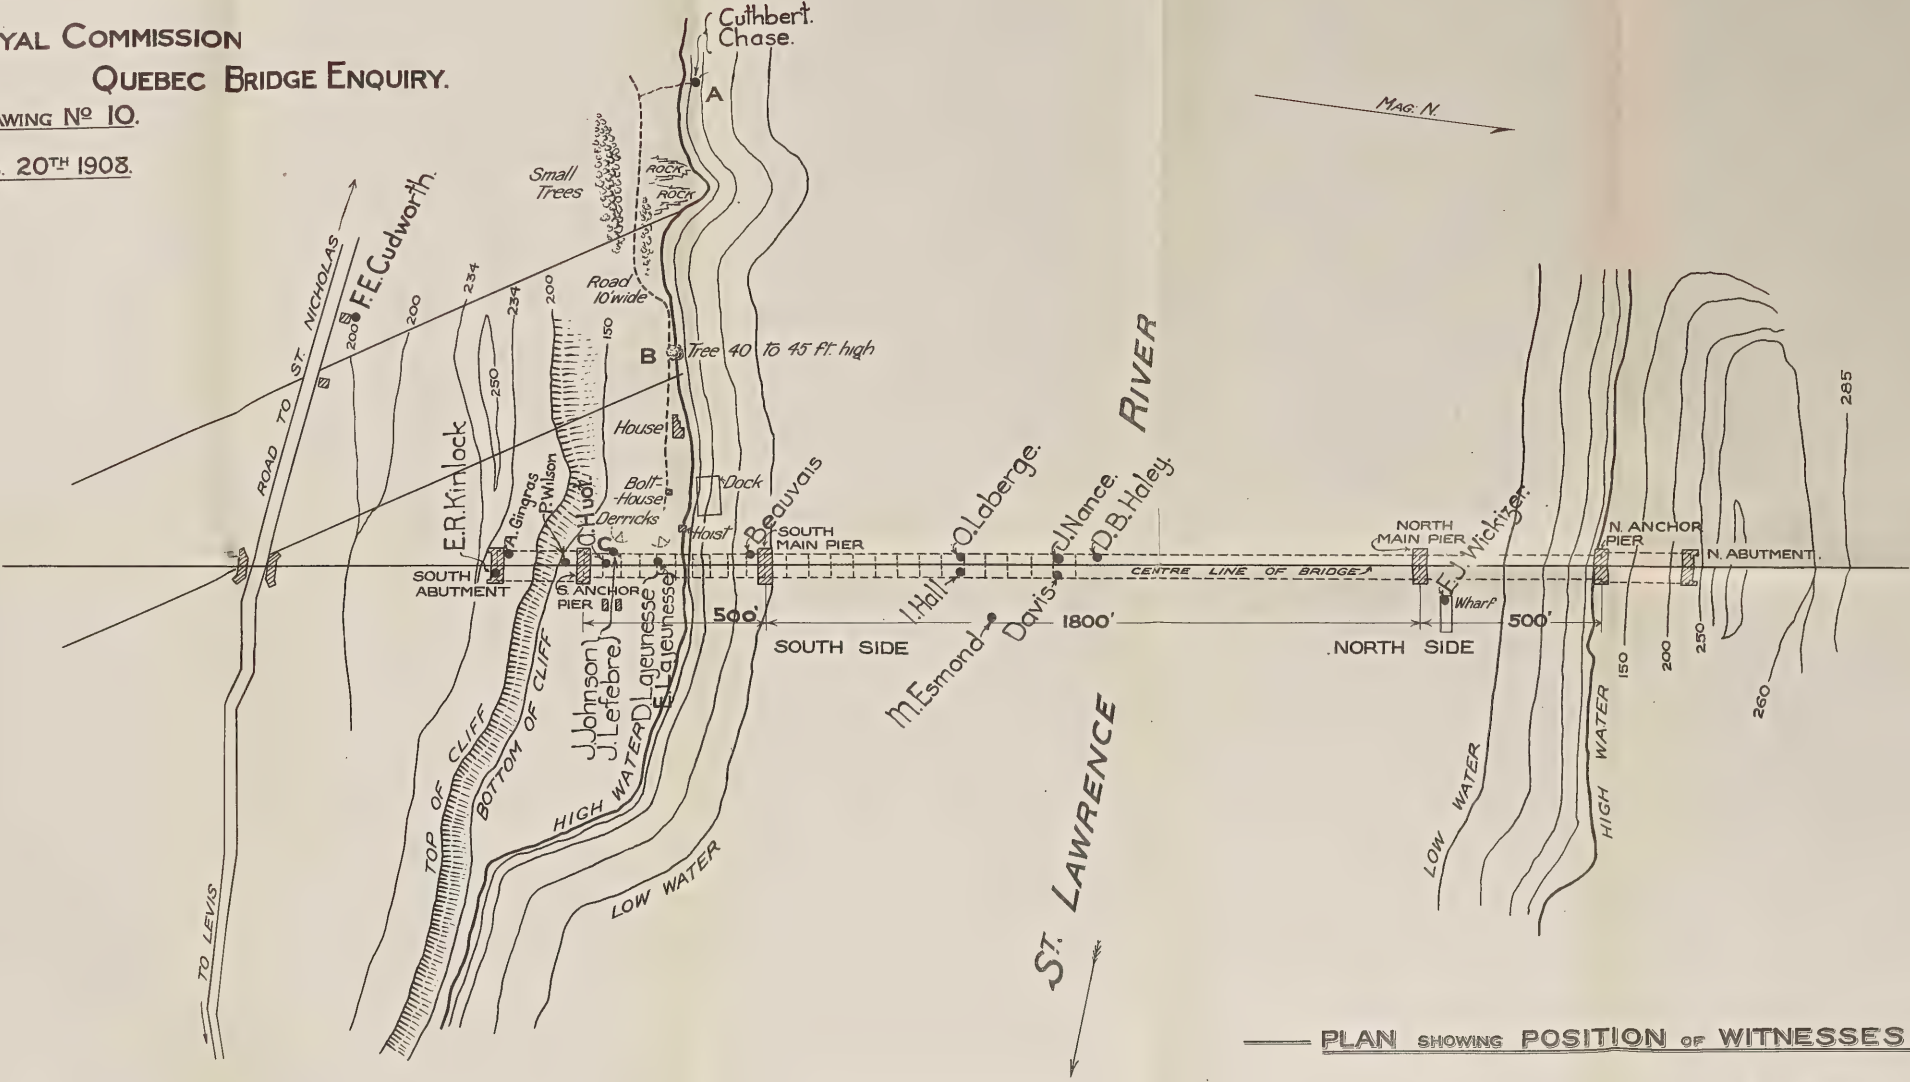 YAL COMMISSION
QUEBEC BRIDGE ENQUIRY.
AWING Nº 10.
. 20TH 1908.
Cuthbert.
Chase.
A
MAG. N.
Small
Trees
ROCK
ROCK
ROAD TO ST. NICHOLAS
F.E.Cudworth.
200
200
234
234
250
200
150
Road
10'wide
B
Tree 40 to 45 ft. high
House
Bolt-
-House
Dock
Derricks
Hoist
E.R.Kinlock
A.Gingras
P.Wilson
C
Beauvais
O.Laberge.
J.Nance.
D.B.Haley.
E.J.Wickizer.
RIVER
SOUTH
MAIN PIER
NORTH
MAIN PIER
N. ANCHOR
PIER
N. ABUTMENT.
285
SOUTH
ABUTMENT
S. ANCHOR
PIER
CENTRE LINE OF BRIDGE
I.Hall
Davis
M.Esmond
Wharf
500'
1800'
500'
SOUTH SIDE
NORTH SIDE
150
200
250
260
J.Johnson
J.Lefebre
D.Lajeunesse
E.Lajeunesse
TOP OF CLIFF
BOTTOM OF CLIFF
HIGH WATER
LOW WATER
LOW WATER
HIGH WATER
ST. LAWRENCE
TO LEVIS
PLAN SHOWING POSITION OF WITNESSES